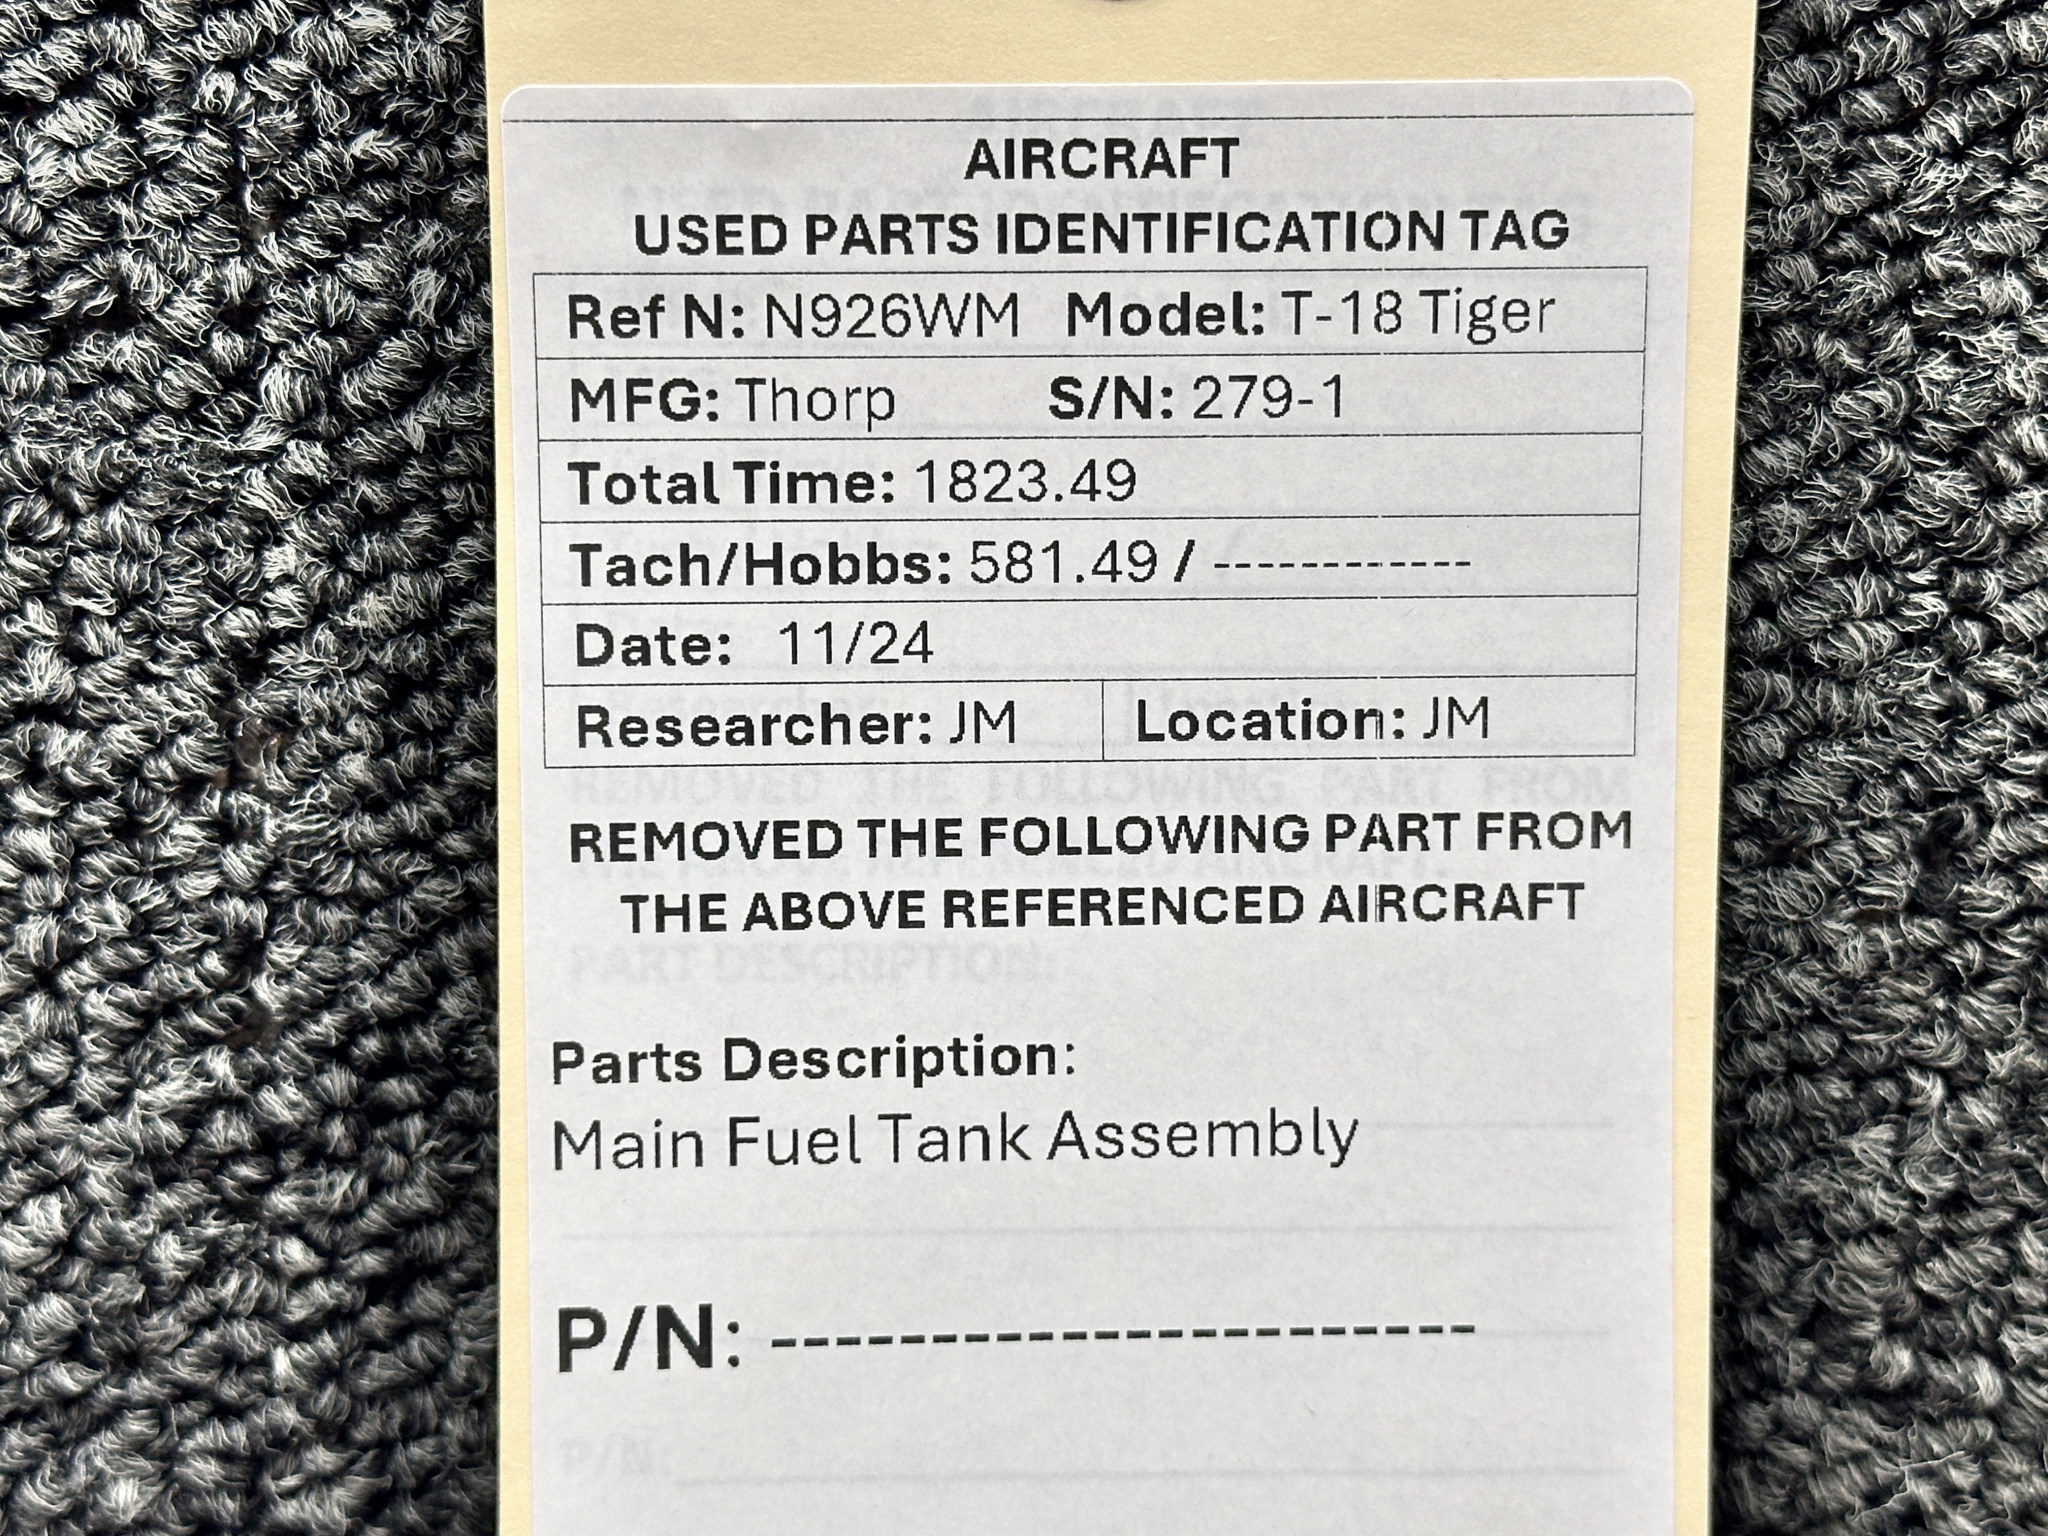 AIRCRAFT
USED PARTS IDENTIFICATION TAG
Ref N: N926WM Model: T-18 Tiger
MFG: Thorp S/N: 279-1
Total Time: 1823.49
Tach/Hobbs: 581.49 / ------------
Date: 11/24
Researcher: JM Location: JM
REMOVED THE FOLLOWING PART FROM
THE ABOVE REFERENCED AIRCRAFT
Parts Description:
Main Fuel Tank Assembly
P/N: ----------------------